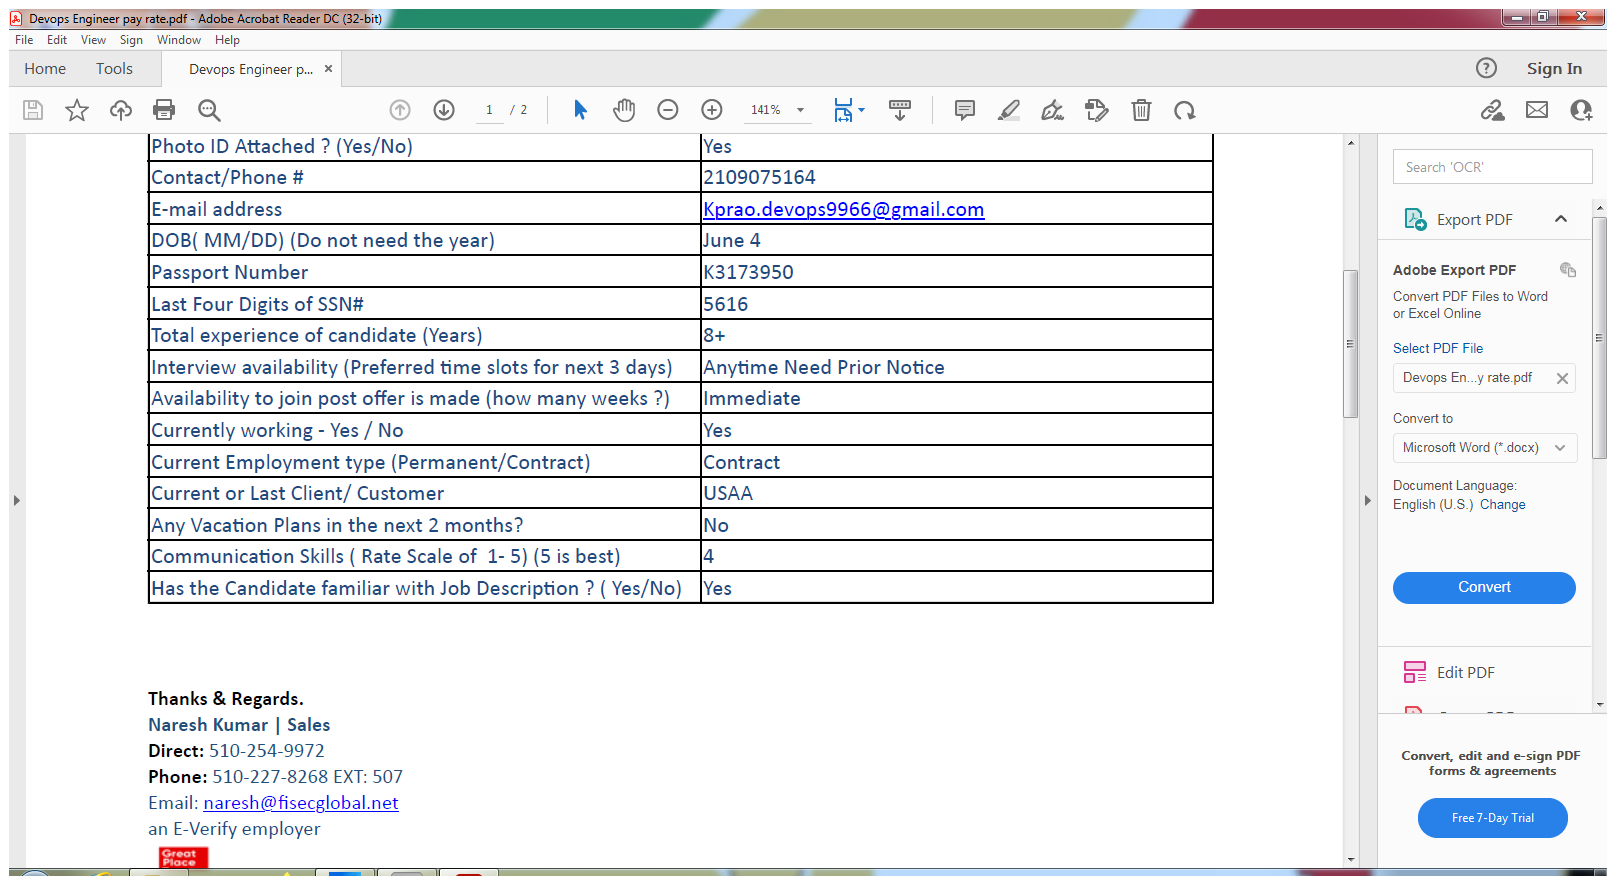 Devops Engineer pay rate.pdf - Adobe Acrobat Reader DC (32-bit)
File Edit View Sign Window Help
Home Tools Devops Engineer p... × ? Sign In
1 / 2 141%
Photo ID Attached ? (Yes/No) Yes
Contact/Phone # 2109075164
E-mail address Kprao.devops9966@gmail.com
DOB( MM/DD) (Do not need the year) June 4
Passport Number K3173950
Last Four Digits of SSN# 5616
Total experience of candidate (Years) 8+
Interview availability (Preferred time slots for next 3 days) Anytime Need Prior Notice
Availability to join post offer is made (how many weeks ?) Immediate
Currently working - Yes / No Yes
Current Employment type (Permanent/Contract) Contract
Current or Last Client/ Customer USAA
Any Vacation Plans in the next 2 months? No
Communication Skills ( Rate Scale of 1- 5) (5 is best) 4
Has the Candidate familiar with Job Description ? ( Yes/No) Yes
Thanks & Regards.
Naresh Kumar | Sales
Direct: 510-254-9972
Phone: 510-227-8268 EXT: 507
Email: naresh@fisecglobal.net
an E-Verify employer
Great
Place
Search 'OCR'
Export PDF
Adobe Export PDF
Convert PDF Files to Word
or Excel Online
Select PDF File
Devops En...y rate.pdf
Convert to
Microsoft Word (*.docx)
Document Language:
English (U.S.) Change
Convert
Edit PDF
Convert, edit and e-sign PDF
forms & agreements
Free 7-Day Trial